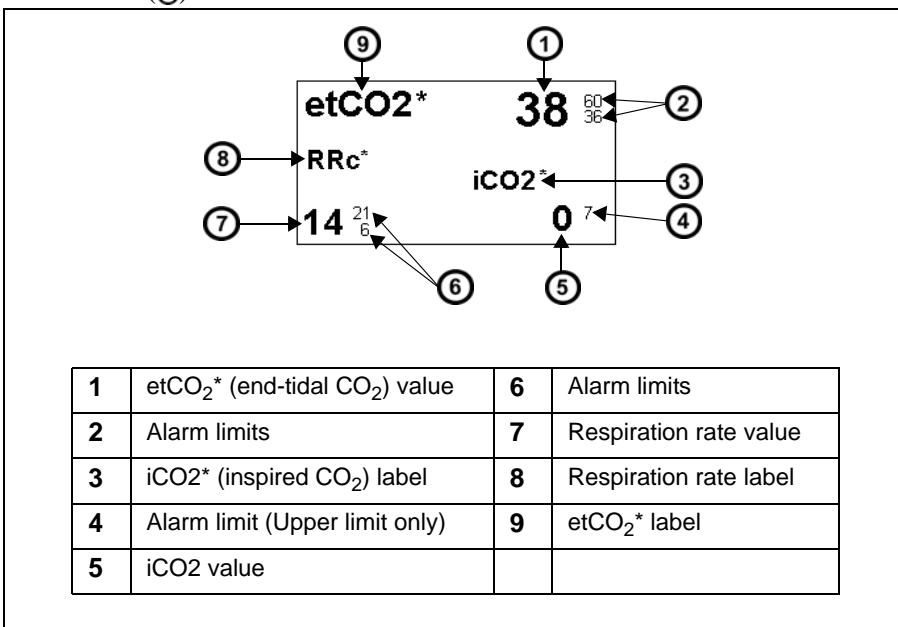 9 1
etCO2* 38 60
36 2
8 RRc*
iCO2* 3
7 14 21
6 0 7 4
6 5
1 etCO₂* (end-tidal CO₂) value 6 Alarm limits
2 Alarm limits 7 Respiration rate value
3 iCO2* (inspired CO₂) label 8 Respiration rate label
4 Alarm limit (Upper limit only) 9 etCO₂* label
5 iCO2 value